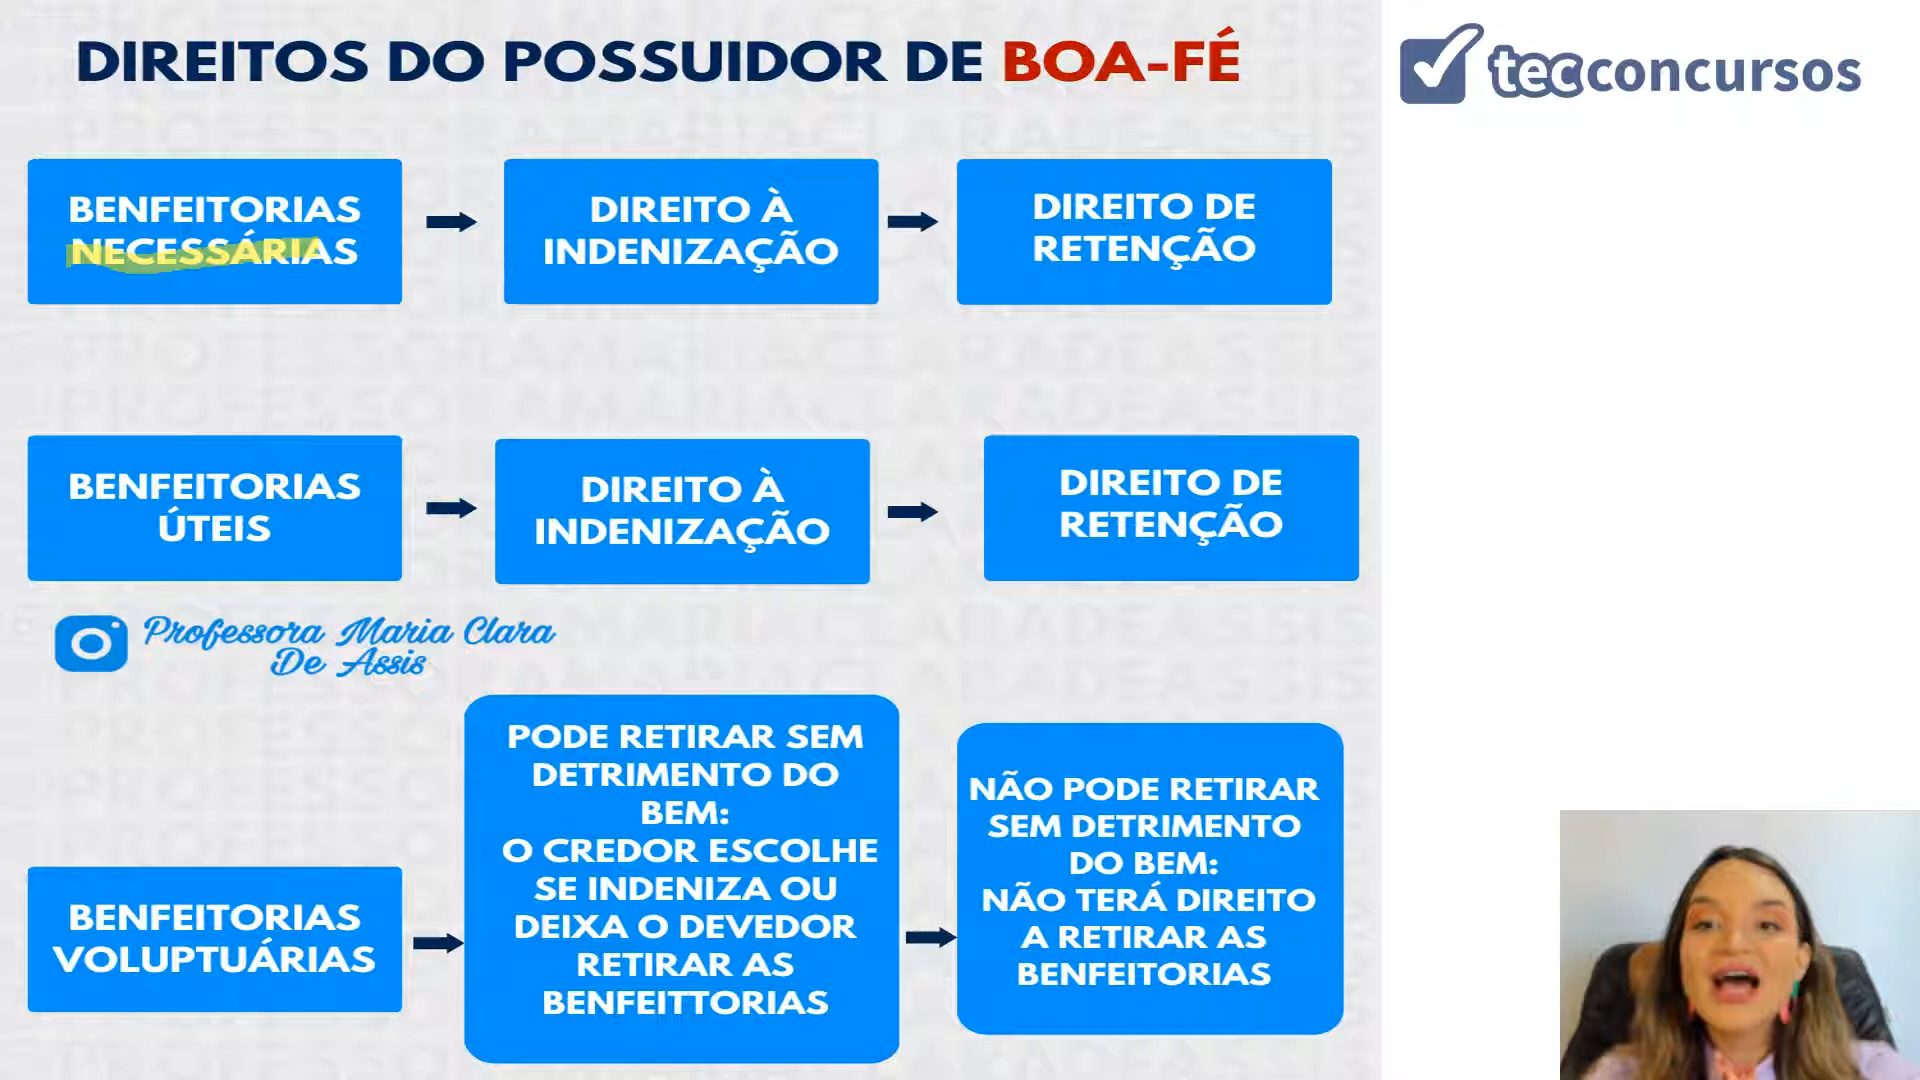 DIREITOS DO POSSUIDOR DE BOA-FÉ
tecconcursos
BENFEITORIAS
NECESSÁRIAS
DIREITO À
INDENIZAÇÃO
DIREITO DE
RETENÇÃO
BENFEITORIAS
ÚTEIS
DIREITO À
INDENIZAÇÃO
DIREITO DE
RETENÇÃO
Professora Maria Clara
De Assis
BENFEITORIAS
VOLUPTUÁRIAS
PODE RETIRAR SEM
DETRIMENTO DO
BEM:
O CREDOR ESCOLHE
SE INDENIZA OU
DEIXA O DEVEDOR
RETIRAR AS
BENFEITTORIAS
NÃO PODE RETIRAR
SEM DETRIMENTO
DO BEM:
NÃO TERÁ DIREITO
A RETIRAR AS
BENFEITORIAS